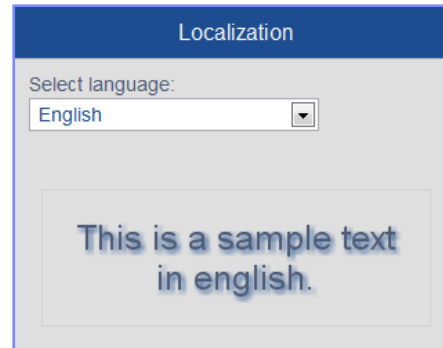 Localization
Select language:
English
This is a sample text
in english.